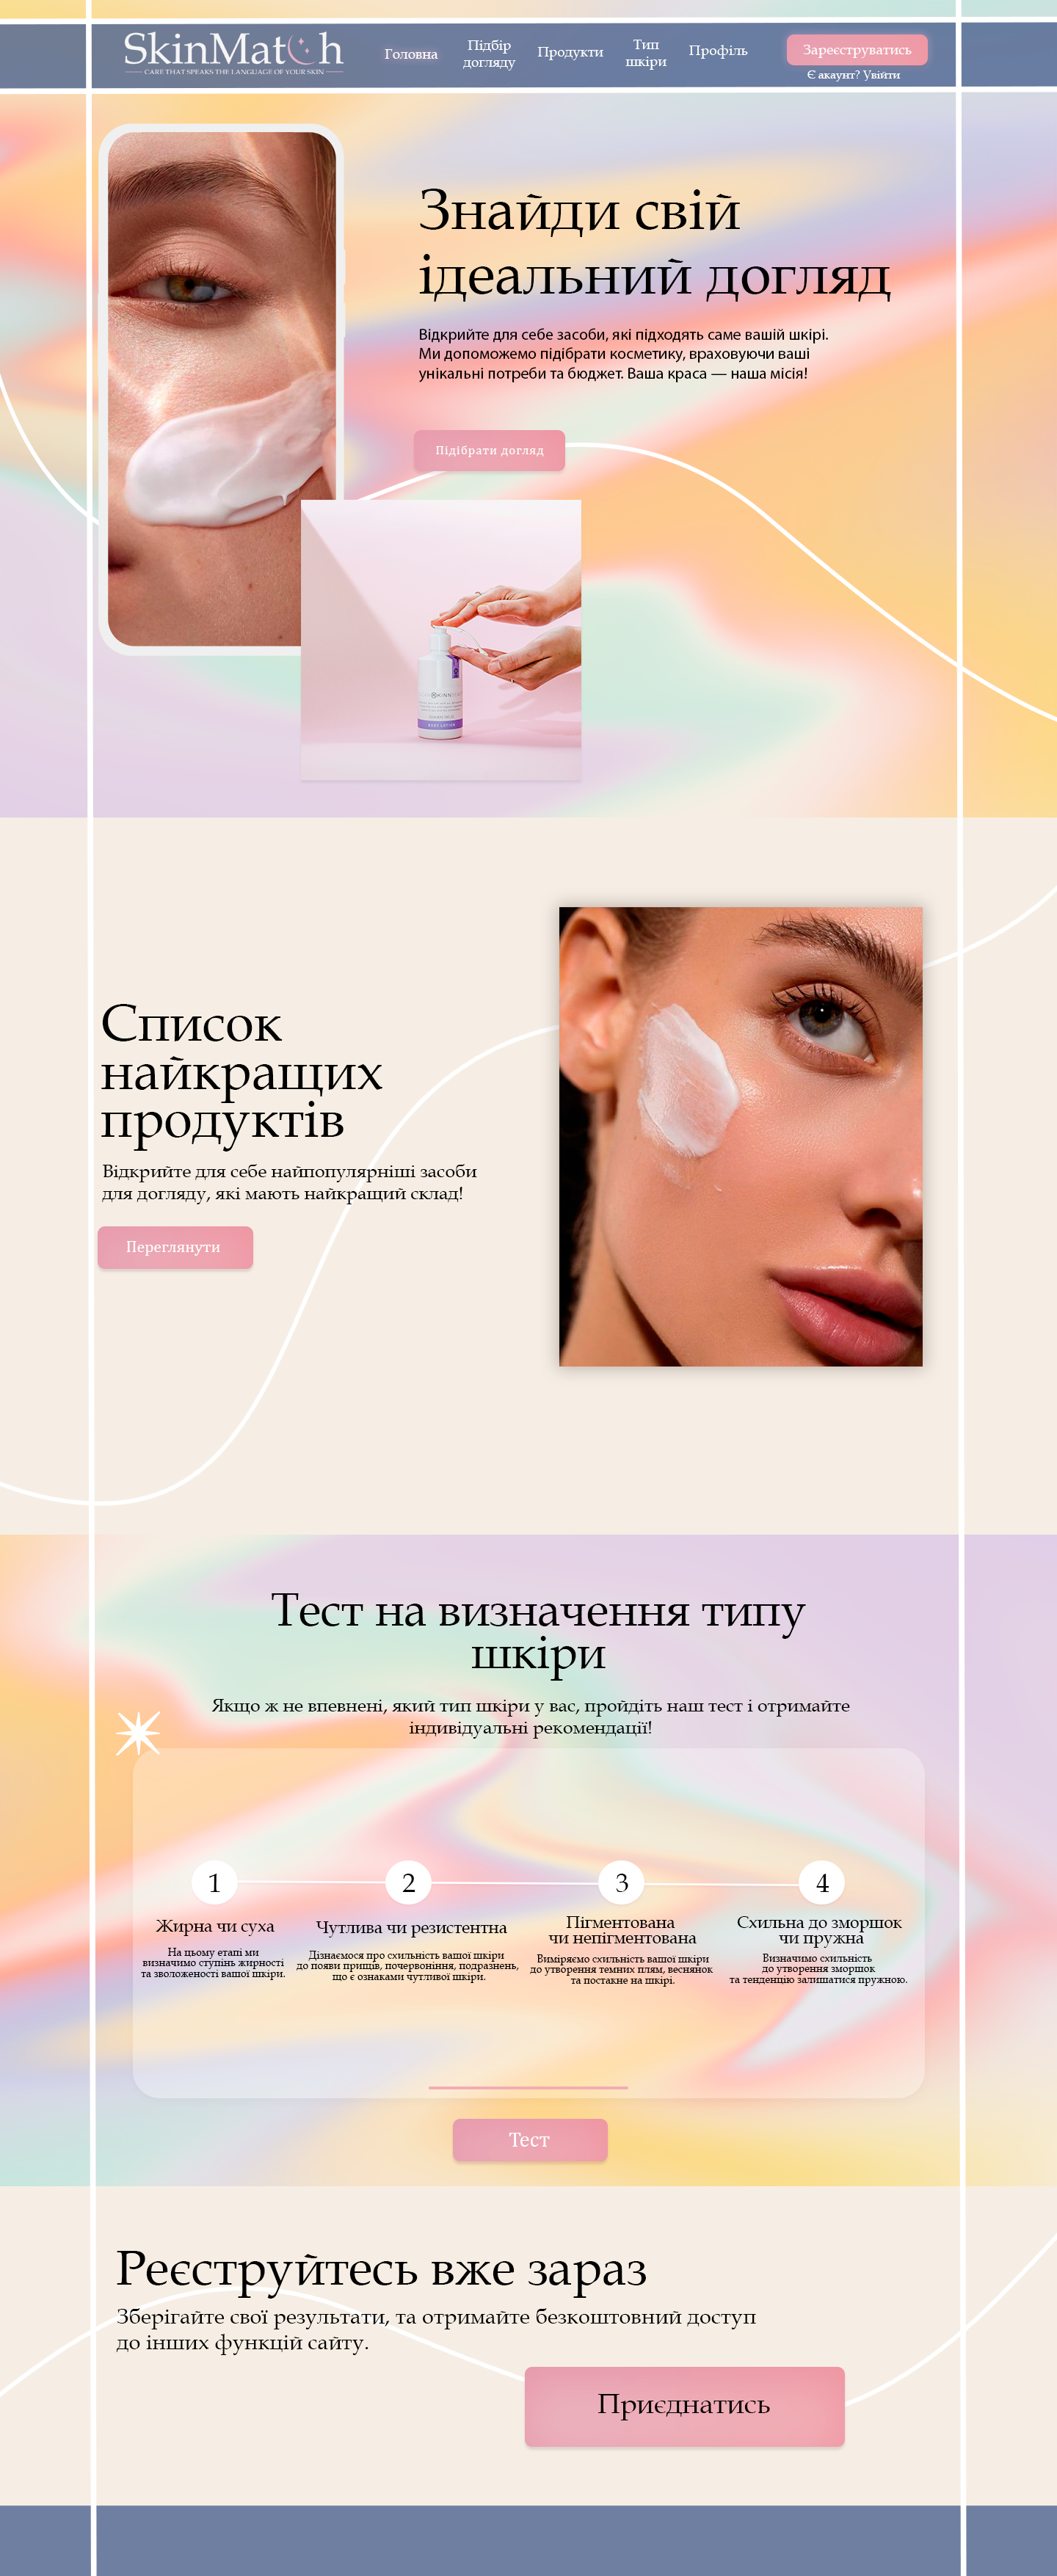 SkinMatch
CARE THAT SPEAKS THE LANGUAGE OF YOUR SKIN
Головна
Підбір
догляду
Продукти
Тип
шкіри
Профіль
Зареєструватись
Є акаунт? Увійти
Знайди свій
ідеальний догляд
Відкрийте для себе засоби, які підходять саме вашій шкірі.
Ми допоможемо підібрати косметику, враховуючи ваші
унікальні потреби та бюджет. Ваша краса — наша місія!
Підібрати догляд
BODY LOTION
Список
найкращих
продуктів
Відкрийте для себе найпопулярніші засоби
для догляду, які мають найкращий склад!
Переглянути
Тест на визначення типу
шкіри
Якщо ж не впевнені, який тип шкіри у вас, пройдіть наш тест і отримайте
індивідуальні рекомендації!
1
Жирна чи суха
На цьому етапі ми
визначимо ступінь жирності
та зволоженості вашої шкіри.
2
Чутлива чи резистентна
Дізнаємося про схильність вашої шкіри
до появи прищів, почервоніння, подразнень,
що є ознаками чутливої шкіри.
3
Пігментована
чи непігментована
Виміряємо схильність вашої шкіри
до утворення темних плям, веснянок
та постакне на шкірі.
4
Схильна до зморшок
чи пружна
Визначимо схильність
до утворення зморшок
та тенденцію залишатися пружною.
Тест
Реєструйтесь вже зараз
Зберігайте свої результати, та отримайте безкоштовний доступ
до інших функцій сайту.
Приєднатись